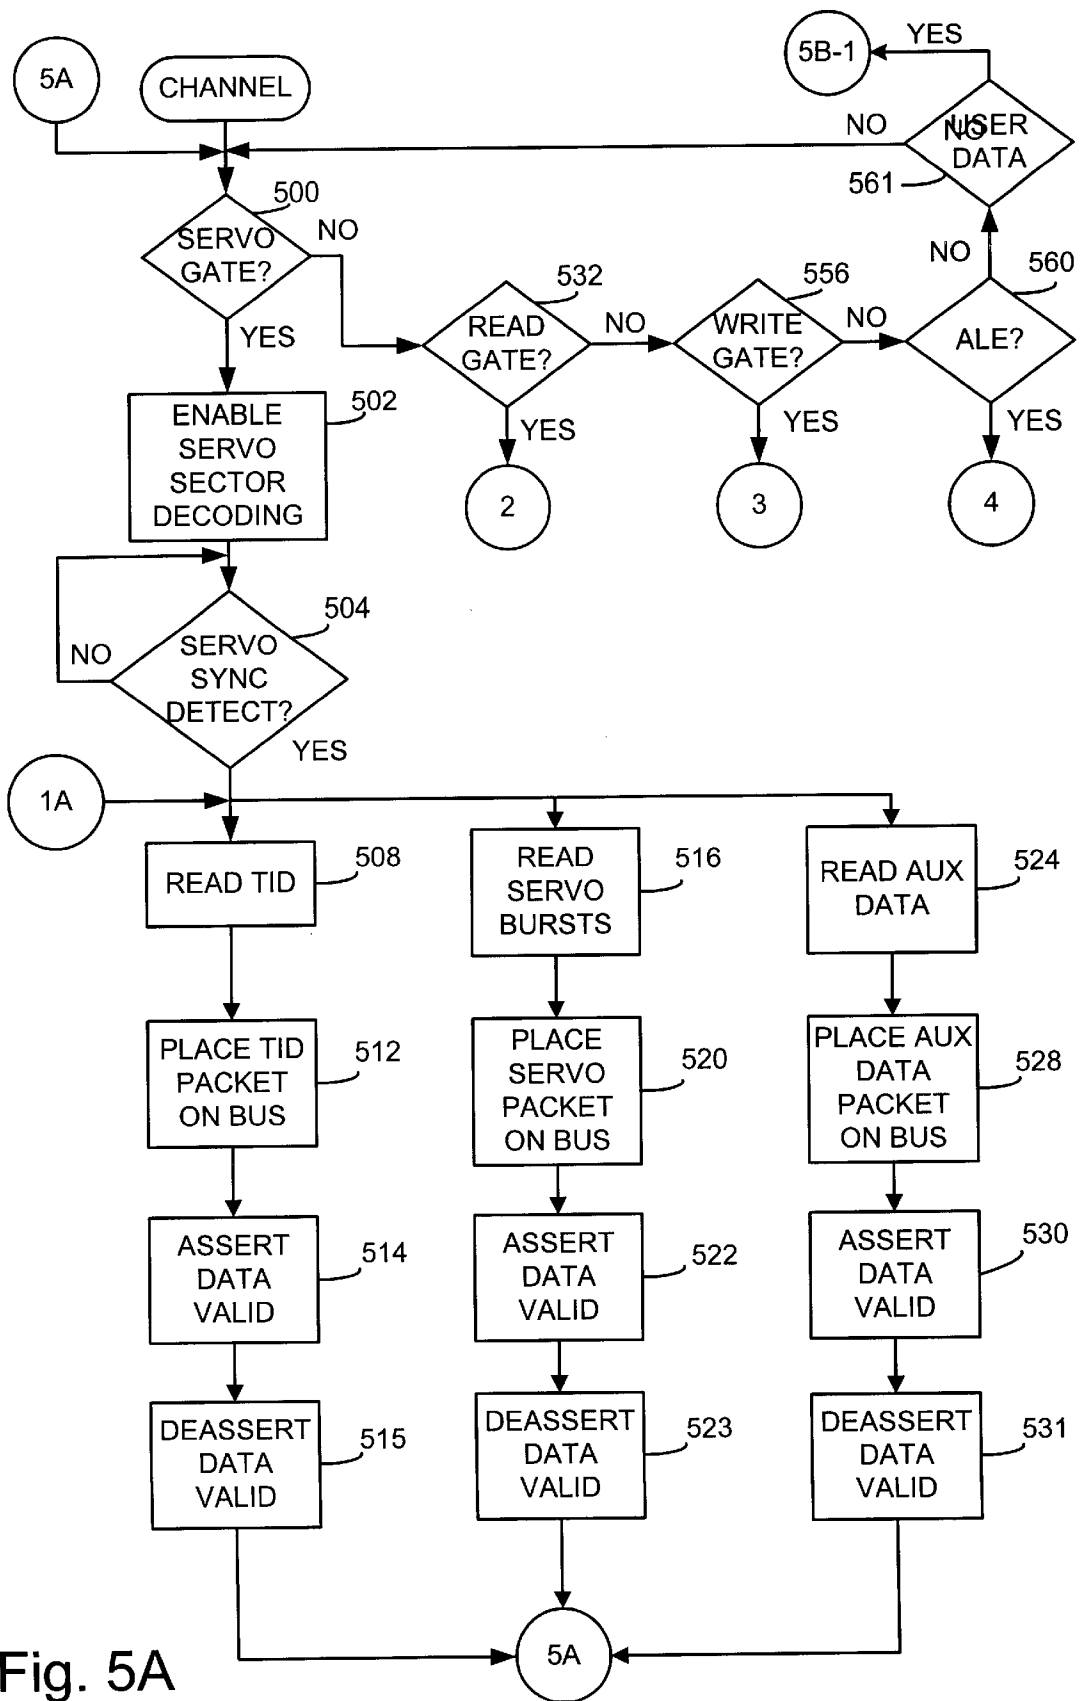 5A
CHANNEL
5B-1
YES
NO
NO
USER
DATA
561
500
SERVO
GATE?
NO
YES
532
READ
GATE?
NO
YES
2
556
WRITE
GATE?
NO
YES
3
NO
560
ALE?
YES
4
502
ENABLE
SERVO
SECTOR
DECODING
504
SERVO
SYNC
DETECT?
NO
YES
1A
508
READ TID
516
READ
SERVO
BURSTS
524
READ AUX
DATA
512
PLACE TID
PACKET
ON BUS
520
PLACE
SERVO
PACKET
ON BUS
528
PLACE AUX
DATA
PACKET
ON BUS
514
ASSERT
DATA
VALID
522
ASSERT
DATA
VALID
530
ASSERT
DATA
VALID
515
DEASSERT
DATA
VALID
523
DEASSERT
DATA
VALID
531
DEASSERT
DATA
VALID
5A
Fig. 5A